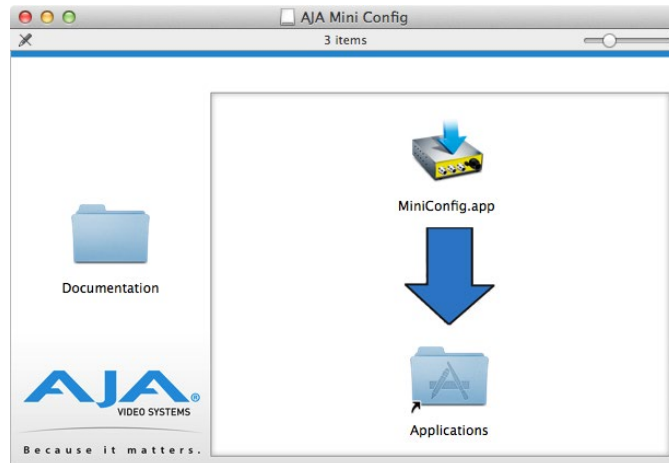 AJA Mini Config
3 items
MiniConfig.app
Documentation
Applications
AJA®
VIDEO SYSTEMS
Because it matters.